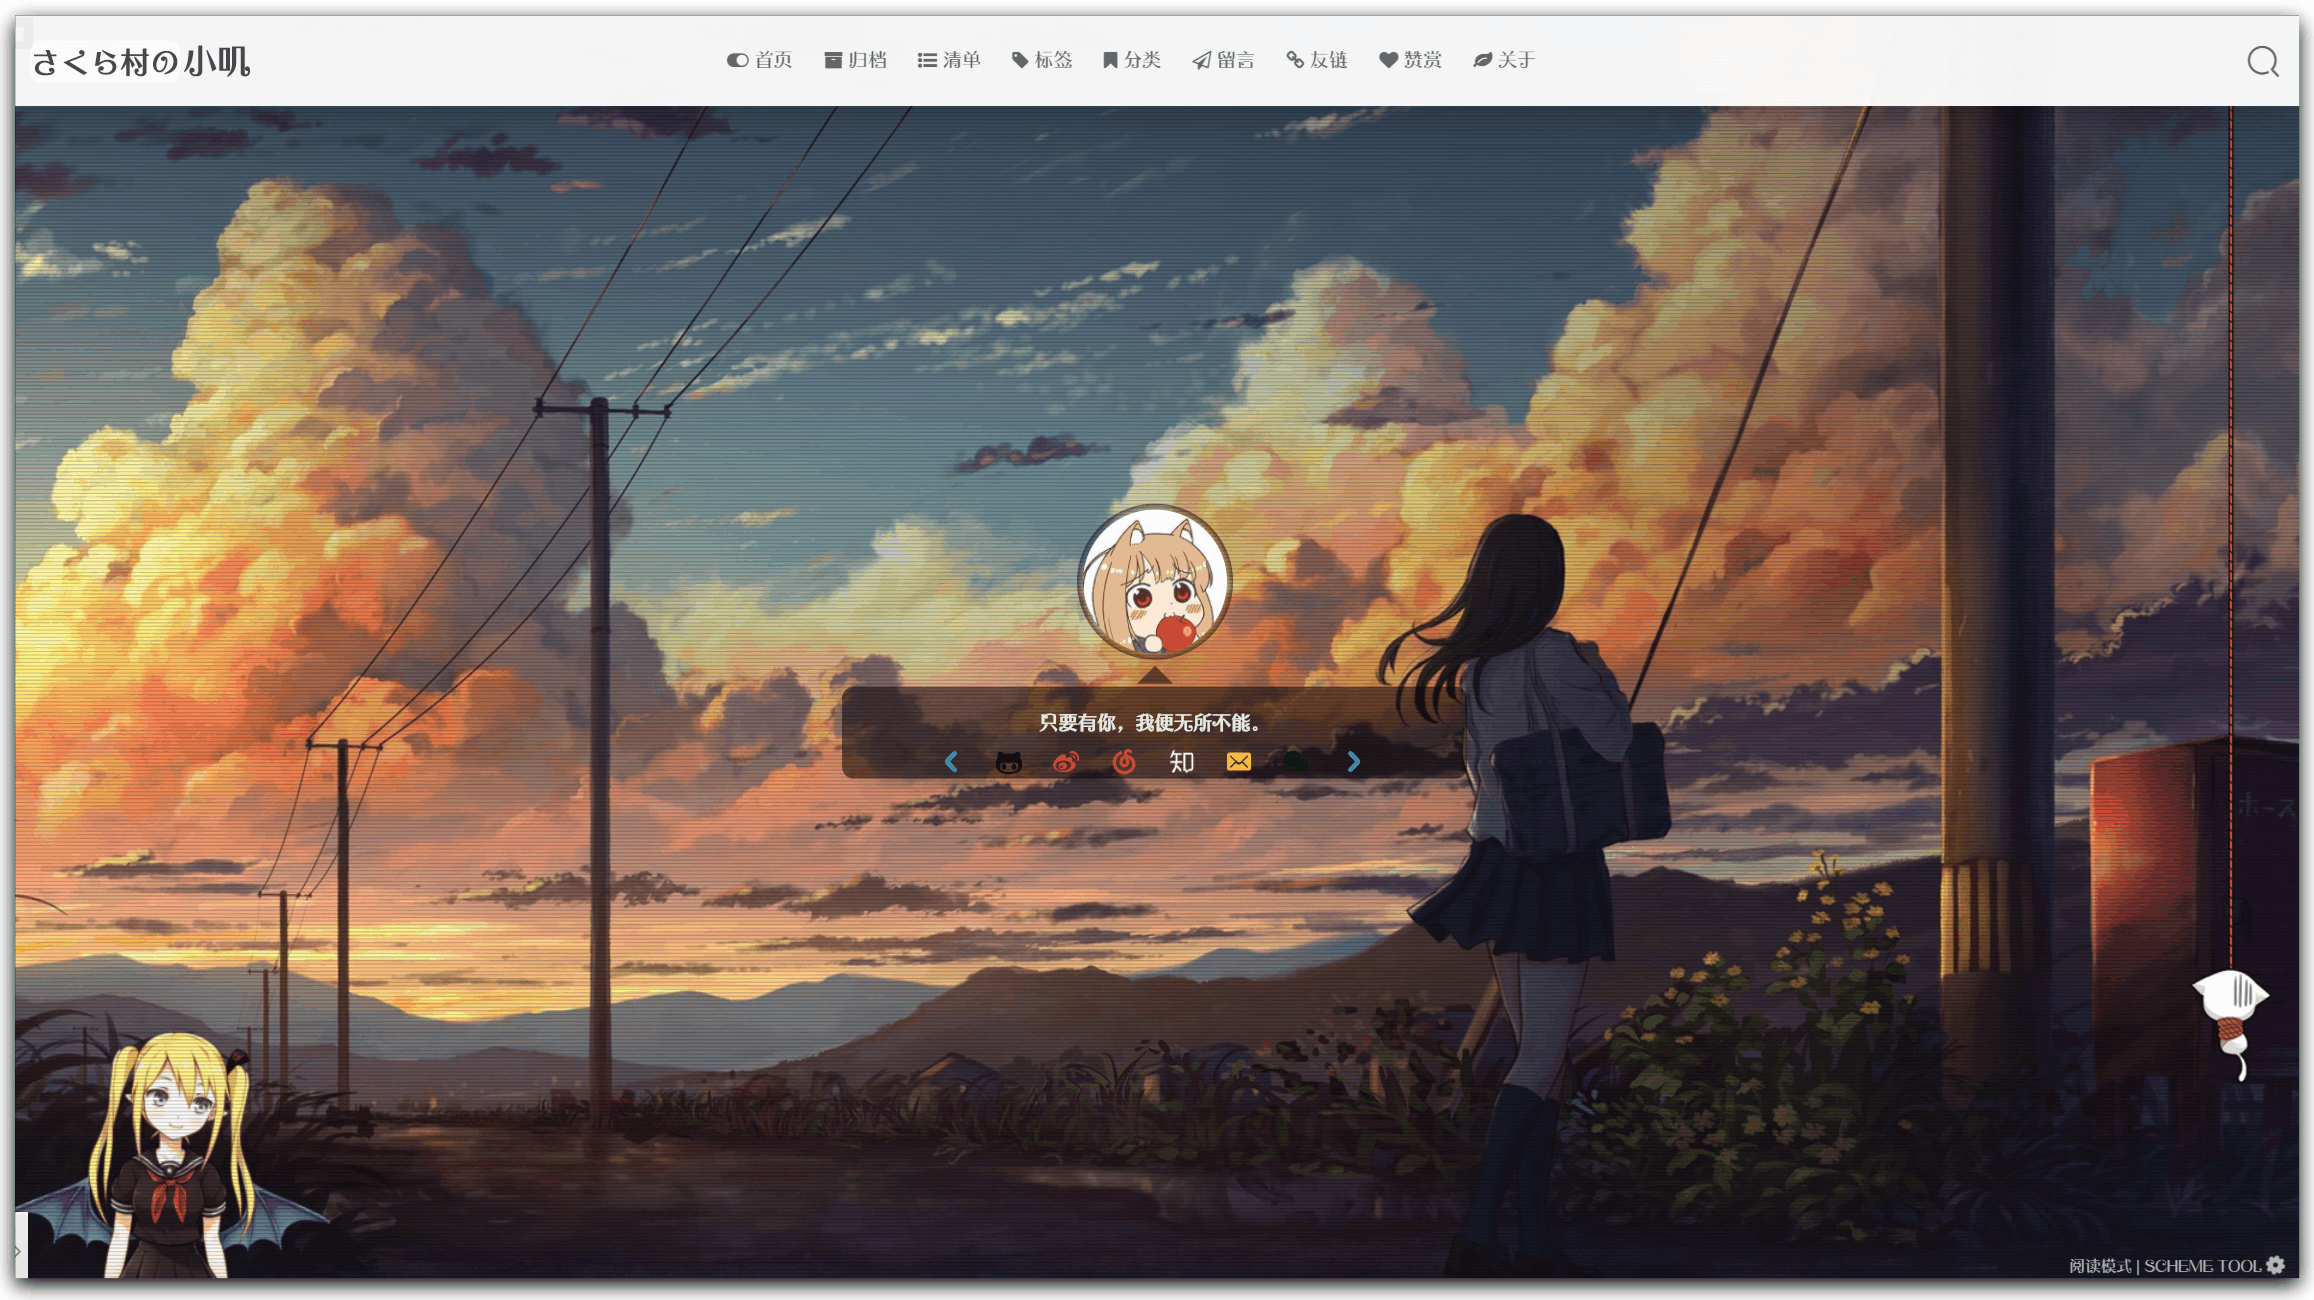 さくら村の小叽
首页 归档 清单 标签 分类 留言 友链 赞赏 关于
只要有你，我便无所不能。
知
ポース
阅读模式 | SCHEME TOOL